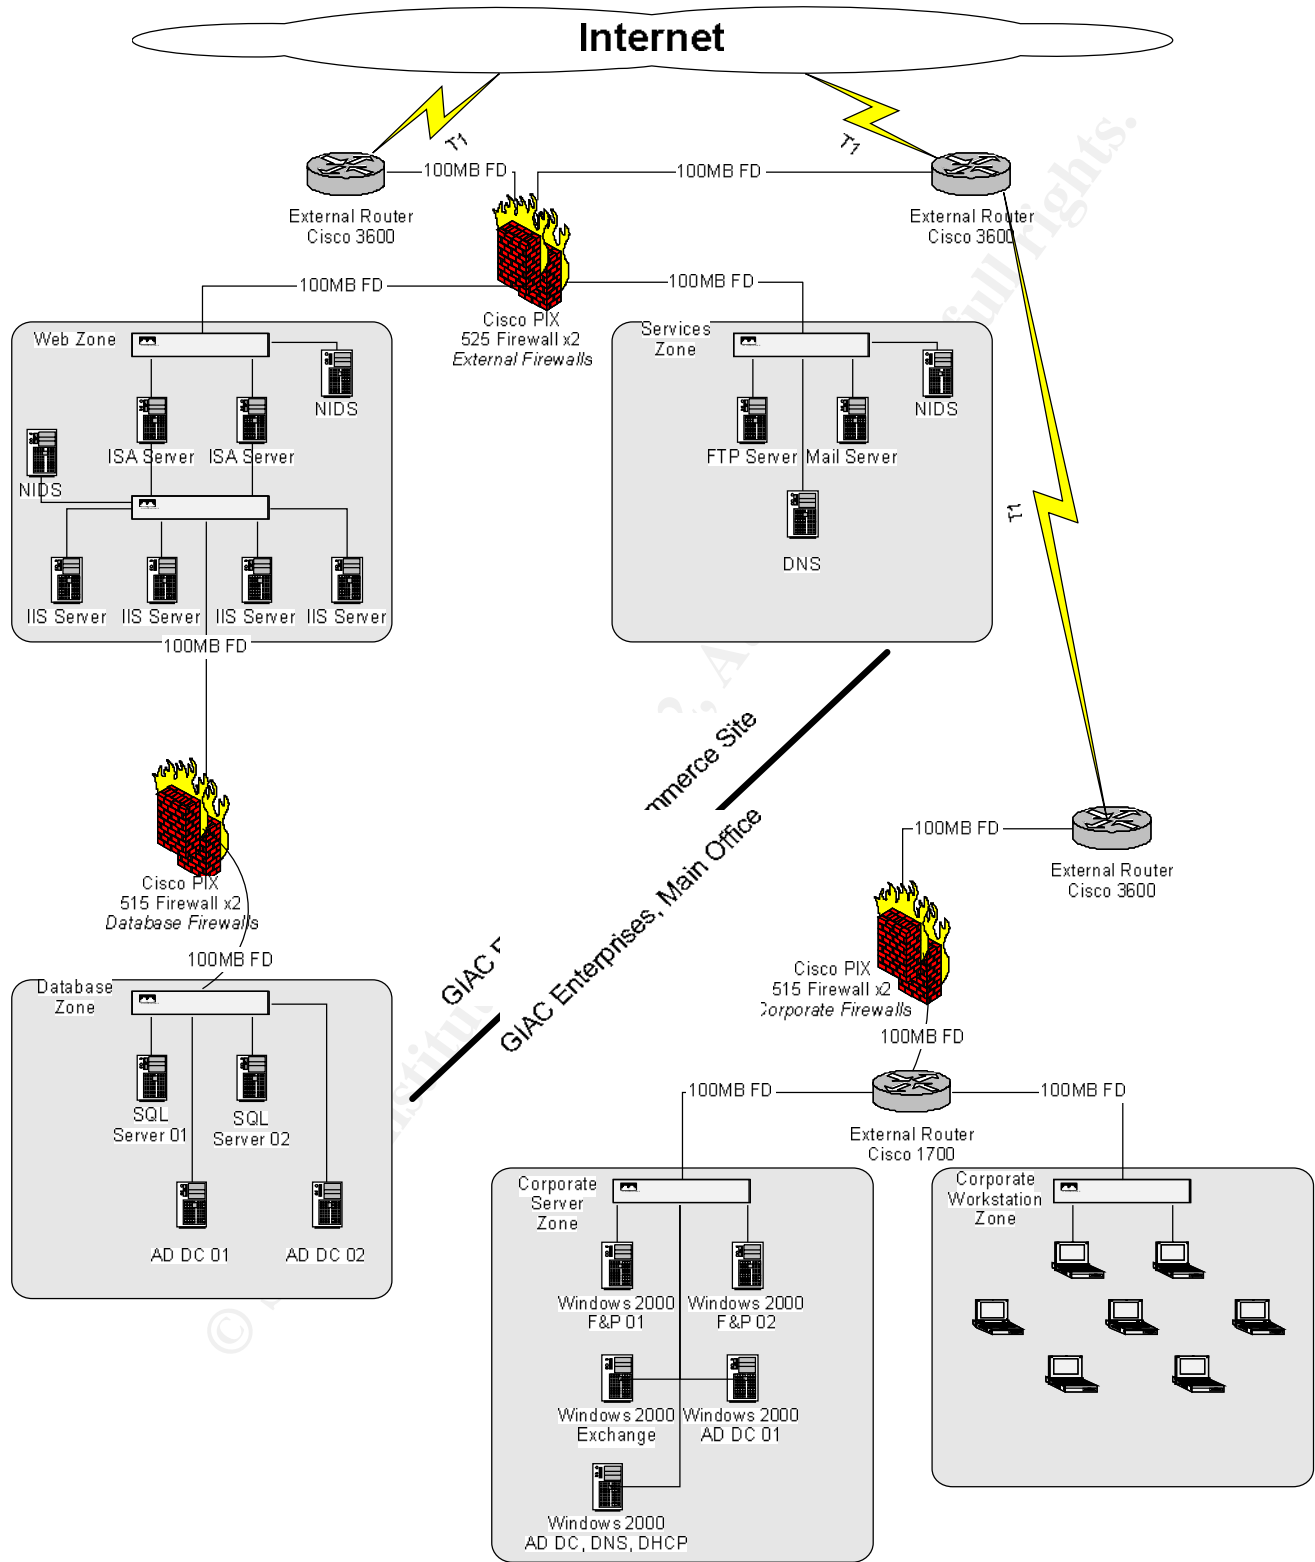 Internet
T1
T1
100MB FD
100MB FD
External Router
Cisco 3600
External Router
Cisco 3600
100MB FD
100MB FD
Cisco PIX
525 Firewall x2
External Firewalls
Web Zone
NIDS
ISA Server
ISA Server
NIDS
IIS Server
IIS Server
IIS Server
IIS Server
Services
Zone
NIDS
FTP Server
Mail Server
DNS
T1
100MB FD
Cisco PIX
515 Firewall x2
Database Firewalls
100MB FD
Database
Zone
SQL
Server 01
SQL
Server 02
AD DC 01
AD DC 02
GIAC
mmerce Site
GIAC Enterprises, Main Office
100MB FD
External Router
Cisco 3600
Cisco PIX
515 Firewall x2
Corporate Firewalls
100MB FD
100MB FD
100MB FD
External Router
Cisco 1700
Corporate
Server
Zone
Windows 2000
F&P 01
Windows 2000
F&P 02
Windows 2000
Exchange
Windows 2000
AD DC 01
Windows 2000
AD DC, DNS, DHCP
Corporate
Workstation
Zone
full rights.